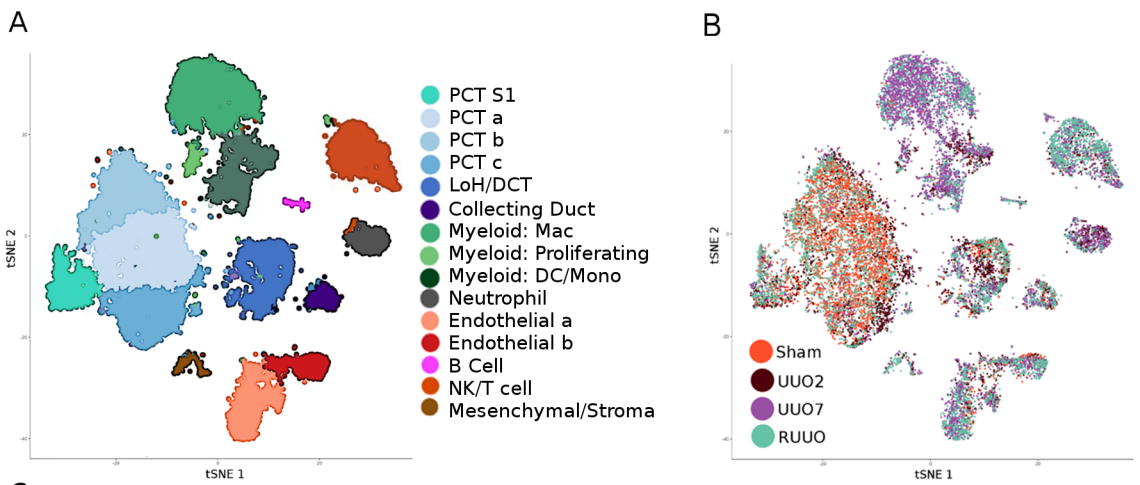 A
B
PCT S1
PCT a
PCT b
PCT c
LoH/DCT
Collecting Duct
Myeloid: Mac
Myeloid: Proliferating
Myeloid: DC/Mono
Neutrophil
Endothelial a
Endothelial b
B Cell
NK/T cell
Mesenchymal/Stroma
tSNE 2
20
0
-20
-40
-20
0
20
tSNE 1
tSNE 2
20
0
-20
-40
Sham
UUO2
UUO7
RUUO
-20
0
20
tSNE 1